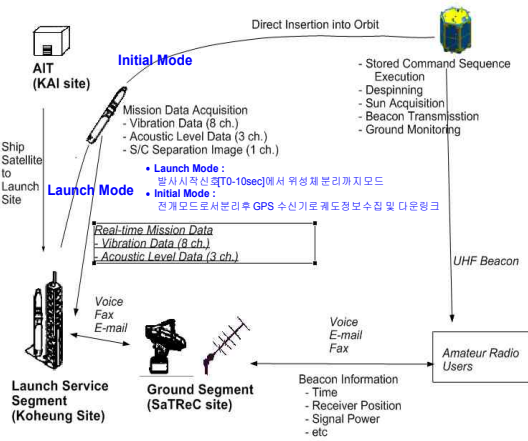 Direct Insertion into Orbit
Initial Mode
AIT
(KAI site)
- Stored Command Sequence
Execution
- Despinning
- Sun Acquisition
- Beacon Transmisstion
- Ground Monitoring
Mission Data Acquisition
- Vibration Data (8 ch.)
- Acoustic Level Data (3 ch.)
- S/C Separation Image (1 ch.)
Ship
Satellite
to
Launch
Site
Launch Mode
• Launch Mode :
발사시작신호[T0-10sec]에서 위성체분리까지모드
• Initial Mode :
전개모드로서분리후 GPS 수신기로궤도정보수집 및 다운링크
Real-time Mission Data
- Vibration Data (8 ch.)
- Acoustic Level Data (3 ch.)
UHF Beacon
Voice
Fax
E-mail
Voice
E-mail
Fax
Amateur Radio
Users
Launch Service
Segment
(Koheung Site)
Ground Segment
(SaTReC site)
Beacon Information
- Time
- Receiver Position
- Signal Power
- etc